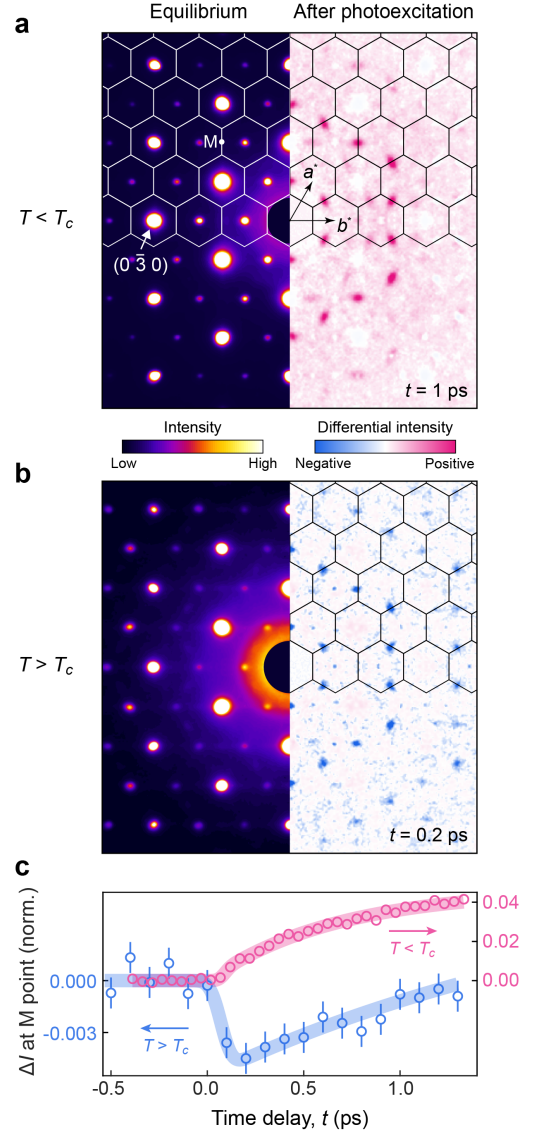 Equilibrium After photoexcitation
a
M
a*
b*
T < Tc
(0 3̄ 0)
t = 1 ps
Intensity Differential intensity
Low High Negative Positive
b
T > Tc
t = 0.2 ps
c
ΔI at M point (norm.)
0.04
T < Tc
0.02
0.000 0.00
-0.003
T > Tc
-0.5 0.0 0.5 1.0
Time delay, t (ps)